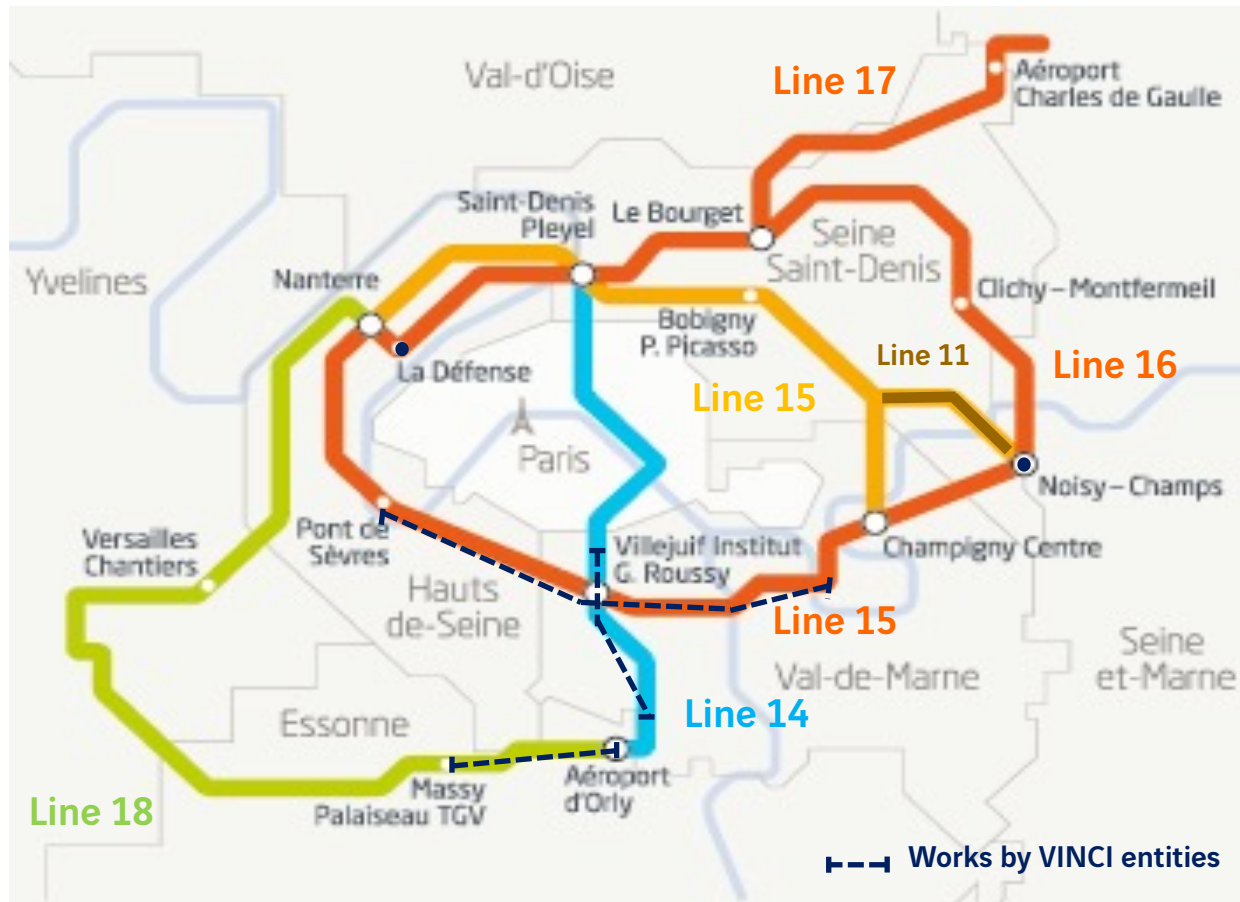 Val-d'Oise
Line 17
Aéroport
Charles de Gaulle
Saint-Denis
Pleyel
Le Bourget
Seine
Saint-Denis
Yvelines
Nanterre
Clichy – Montfermeil
Bobigny
P. Picasso
Line 11
Line 16
La Défense
Line 15
Paris
Noisy – Champs
Pont de
Sèvres
Versailles
Chantiers
Villejuif Institut
G. Roussy
Champigny Centre
Hauts
de-Seine
Line 15
Seine
et-Marne
Val-de-Marne
Essonne
Line 14
Aéroport
d'Orly
Massy
Palaiseau TGV
Line 18
Works by VINCI entities